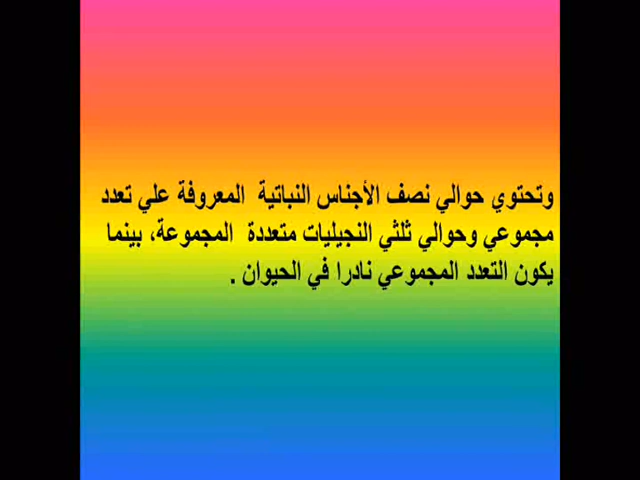 وتحتوي حوالي نصف الأجناس النباتية المعروفة علي تعدد
مجموعي وحوالي ثلثي النجيليات متعددة المجموعة، بينما
يكون التعدد المجموعي نادرا في الحيوان .